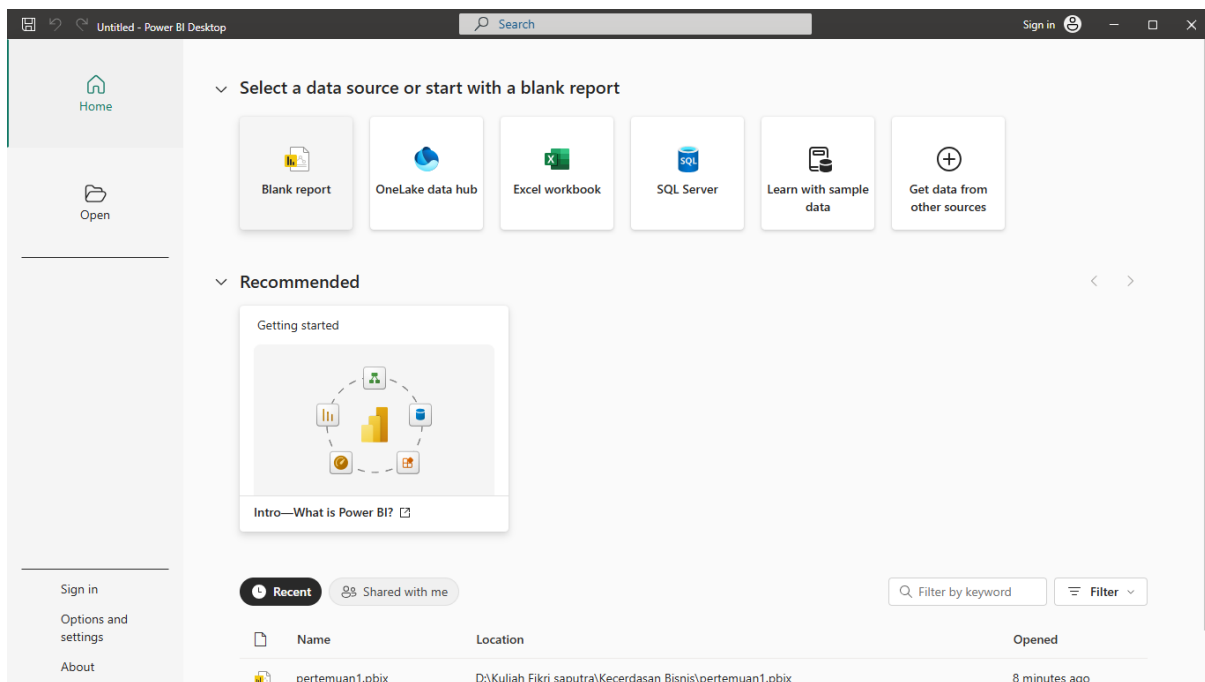 Untitled - Power BI Desktop
Search
Sign in
Home
Open
Select a data source or start with a blank report
Blank report
OneLake data hub
Excel workbook
SQL
SQL Server
Learn with sample
data
Get data from
other sources
Recommended
Getting started
Intro—What is Power BI?
Sign in
Options and
settings
About
Recent
Shared with me
Filter by keyword
Filter
Name
Location
Opened
pertemuan1.pbix
D:\Kuliah Fikri saputra\Kecerdasan Bisnis\pertemuan1.pbix
8 minutes ago